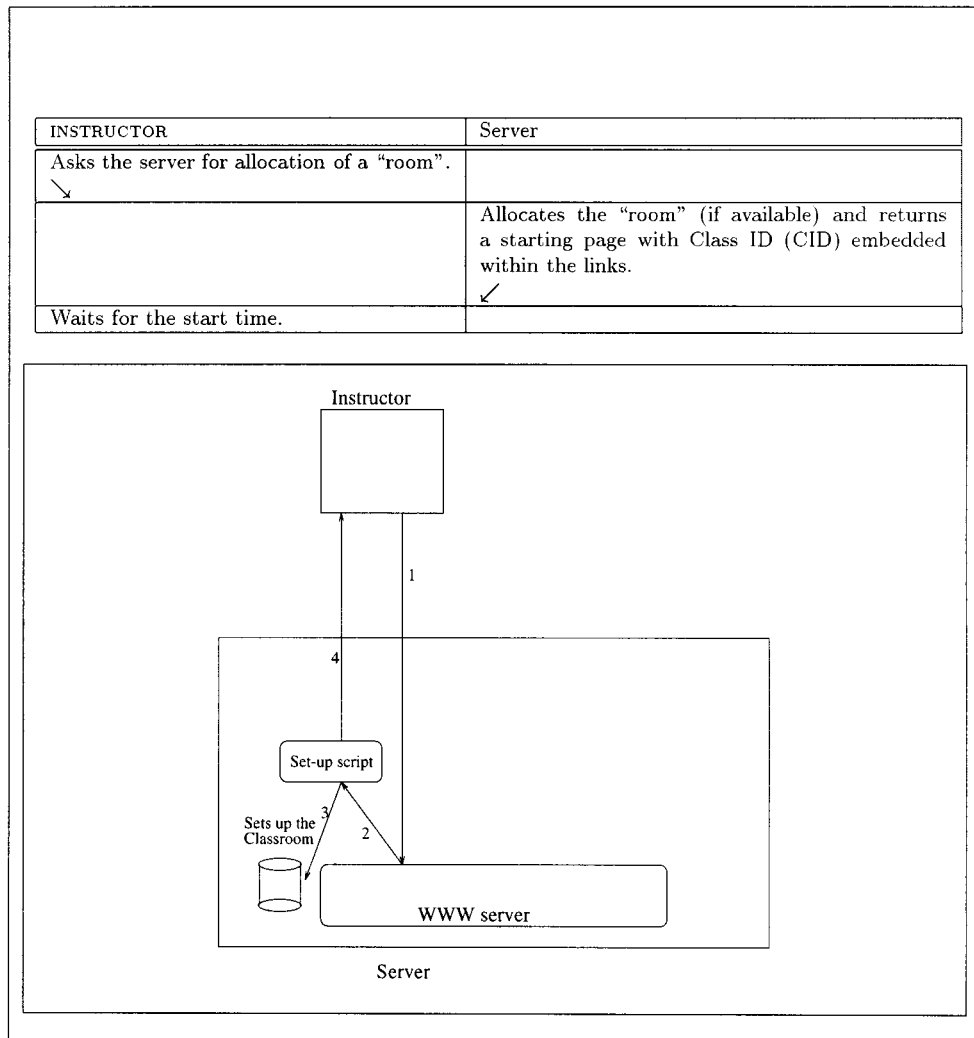 INSTRUCTOR
Server
Asks the server for allocation of a “room”.
↘
Allocates the “room” (if available) and returns
a starting page with Class ID (CID) embedded
within the links.
↙
Waits for the start time.
Instructor
1
4
Set-up script
3
Sets up the
Classroom
2
WWW server
Server